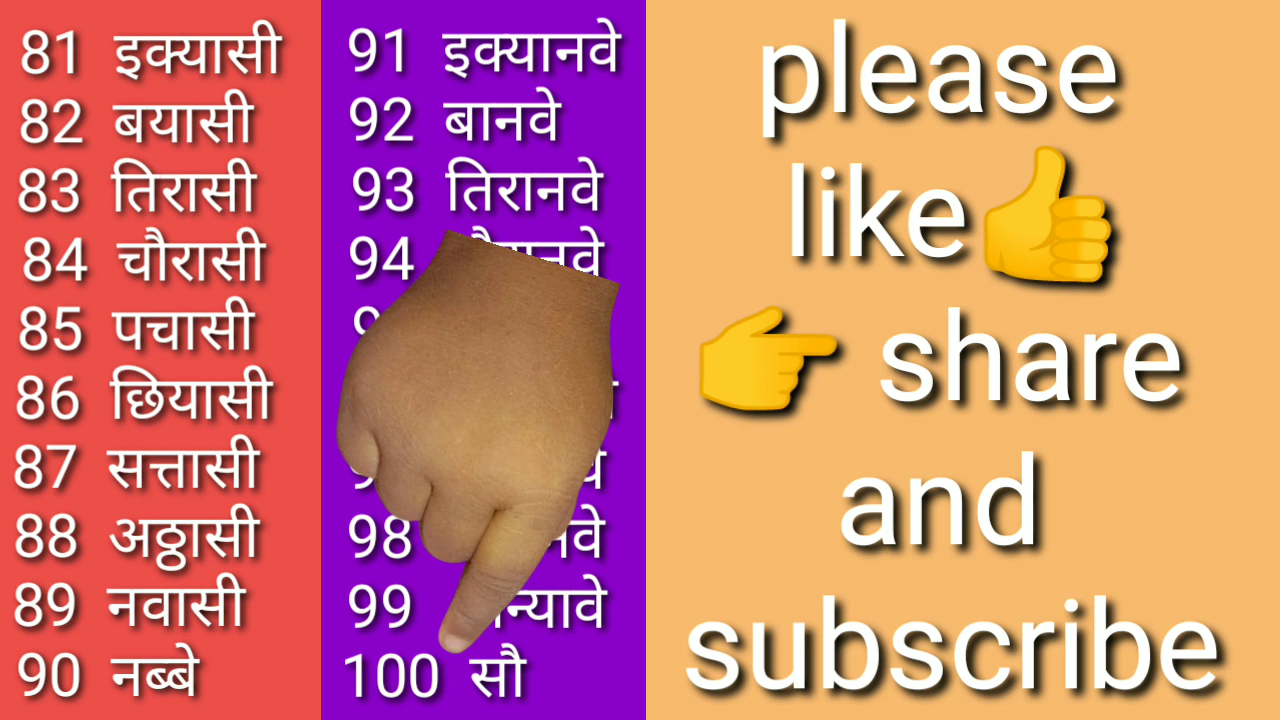 81 इक्यासी
82 बयासी
83 तिरासी
84 चौरासी
85 पचासी
86 छियासी
87 सत्तासी
88 अठ्ठासी
89 नवासी
90 नब्बे
91 इक्यानवे
92 बानवे
93 तिरानवे
94
98
99
100 सौ
please
like👍
👉 share
and
subscribe